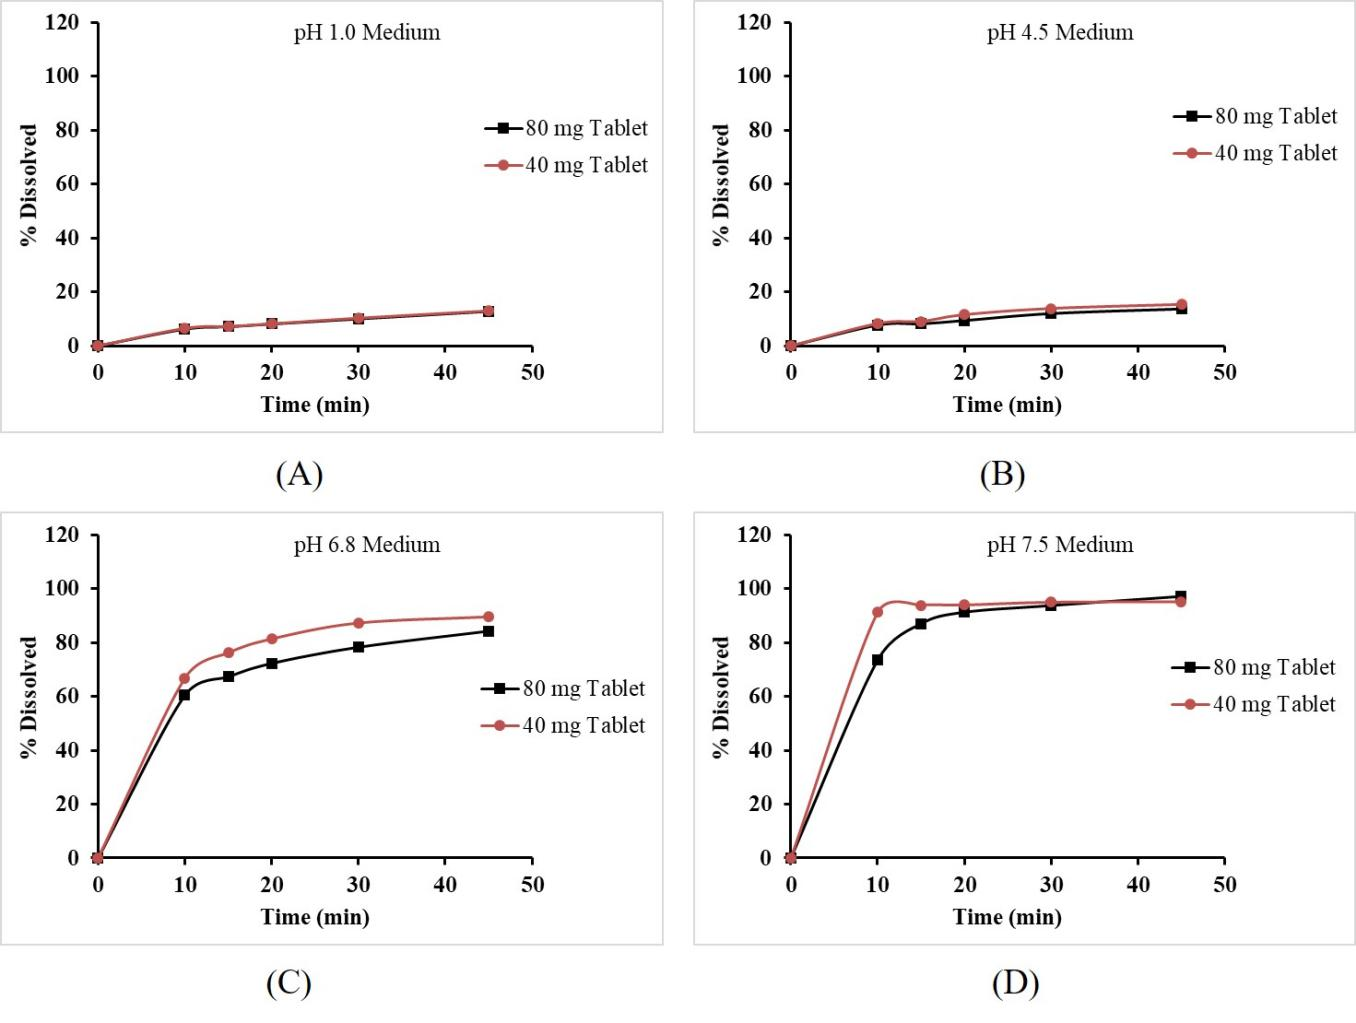 pH 1.0 Medium
120
100
80
60
40
20
0
% Dissolved
80 mg Tablet
40 mg Tablet
0 10 20 30 40 50
Time (min)
(A)
pH 4.5 Medium
120
100
80
60
40
20
0
% Dissolved
80 mg Tablet
40 mg Tablet
0 10 20 30 40 50
Time (min)
(B)
pH 6.8 Medium
120
100
80
60
40
20
0
% Dissolved
80 mg Tablet
40 mg Tablet
0 10 20 30 40 50
Time (min)
(C)
pH 7.5 Medium
120
100
80
60
40
20
0
% Dissolved
80 mg Tablet
40 mg Tablet
0 10 20 30 40 50
Time (min)
(D)